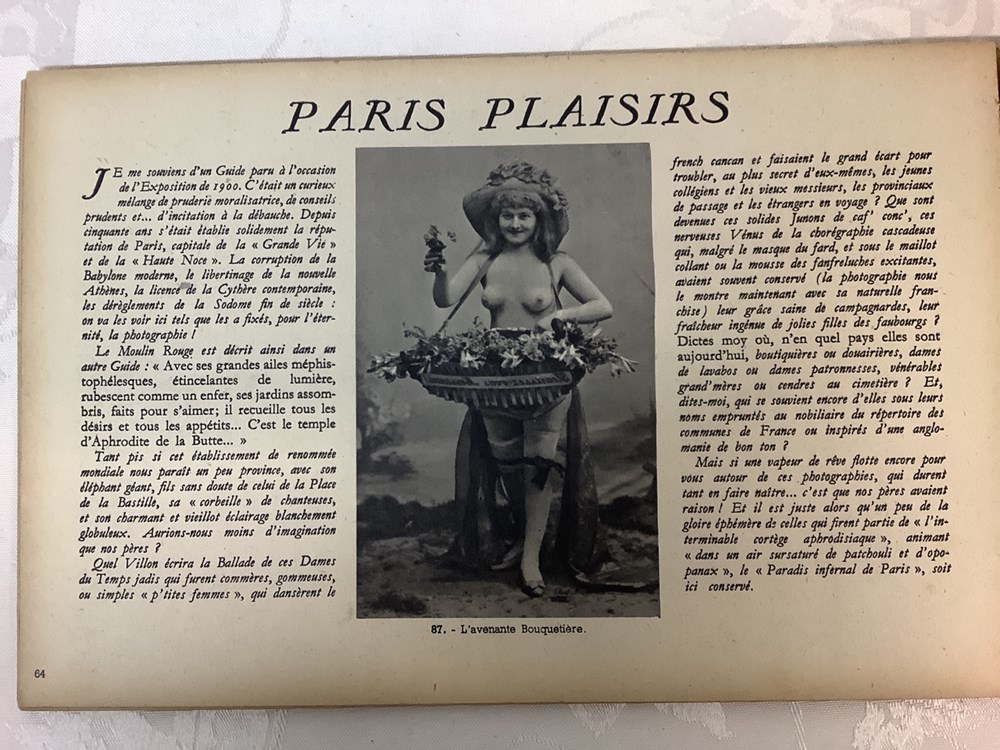 PARIS PLAISIRS
JE me souviens d'un Guide paru à l'occasion
de l'Exposition de 1900. C'était un curieux
mélange de pruderie moralisatrice, de conseils
prudents et... d'incitation à la débauche. Depuis
cinquante ans s'était établie solidement la répu-
tation de Paris, capitale de la « Grande Vie »
et de la « Haute Noce ». La corruption de la
Babylone moderne, le libertinage de la nouvelle
Athènes, la licence de la Cythère contemporaine,
les dérèglements de la Sodome fin de siècle :
on va les voir ici tels que les a fixés, pour l'éter-
nité, la photographie !
Le Moulin Rouge est décrit ainsi dans un
autre Guide : « Avec ses grandes ailes méphis-
tophélesques, étincelantes de lumière,
rubescent comme un enfer, ses jardins assom-
bris, faits pour s'aimer; il recueille tous les
désirs et tous les appétits... C'est le temple
d'Aphrodite de la Butte... »
Tant pis si cet établissement de renommée
mondiale nous paraît un peu province, avec son
éléphant géant, fils sans doute de celui de la Place
de la Bastille, sa « corbeille » de chanteuses,
et son charmant et vieillot éclairage blanchement
globuleux. Aurions-nous moins d'imagination
que nos pères ?
Quel Villon écrira la Ballade de ces Dames
du Temps jadis qui furent commères, gommeuses,
ou simples « p'tites femmes », qui dansèrent le
french cancan et faisaient le grand écart pour
troubler, au plus secret d'eux-mêmes, les jeunes
collégiens et les vieux messieurs, les provinciaux
de passage et les étrangers en voyage ? Que sont
devenues ces solides Junons de caf' conc', ces
nerveuses Vénus de la chorégraphie cascadeuse
qui, malgré le masque du fard, et sous le maillot
collant ou la mousse des fanfreluches excitantes,
avaient souvent conservé (la photographie nous
le montre maintenant avec sa naturelle fran-
chise) leur grâce saine de campagnardes, leur
fraîcheur ingénue de jolies filles des faubourgs ?
Dictes moy où, n'en quel pays elles sont
aujourd'hui, boutiquières ou douairières, dames
de lavabos ou dames patronnesses, vénérables
grand'mères ou cendres au cimetière ? Et,
dites-moi, qui se souvient encore d'elles sous leurs
noms empruntés au nobiliaire du répertoire des
communes de France ou inspirés d'une anglo-
manie de bon ton ?
Mais si une vapeur de rêve flotte encore pour
vous autour de ces photographies, qui durent
tant en faire naître... c'est que nos pères avaient
raison ! Et il est juste alors qu'un peu de la
gloire éphémère de celles qui firent partie de « l'in-
terminable cortège aphrodisiaque », animant
« dans un air sursaturé de patchouli et d'opo-
panax », le « Paradis infernal de Paris », soit
ici conservé.
87. - L'avenante Bouquetière.
64